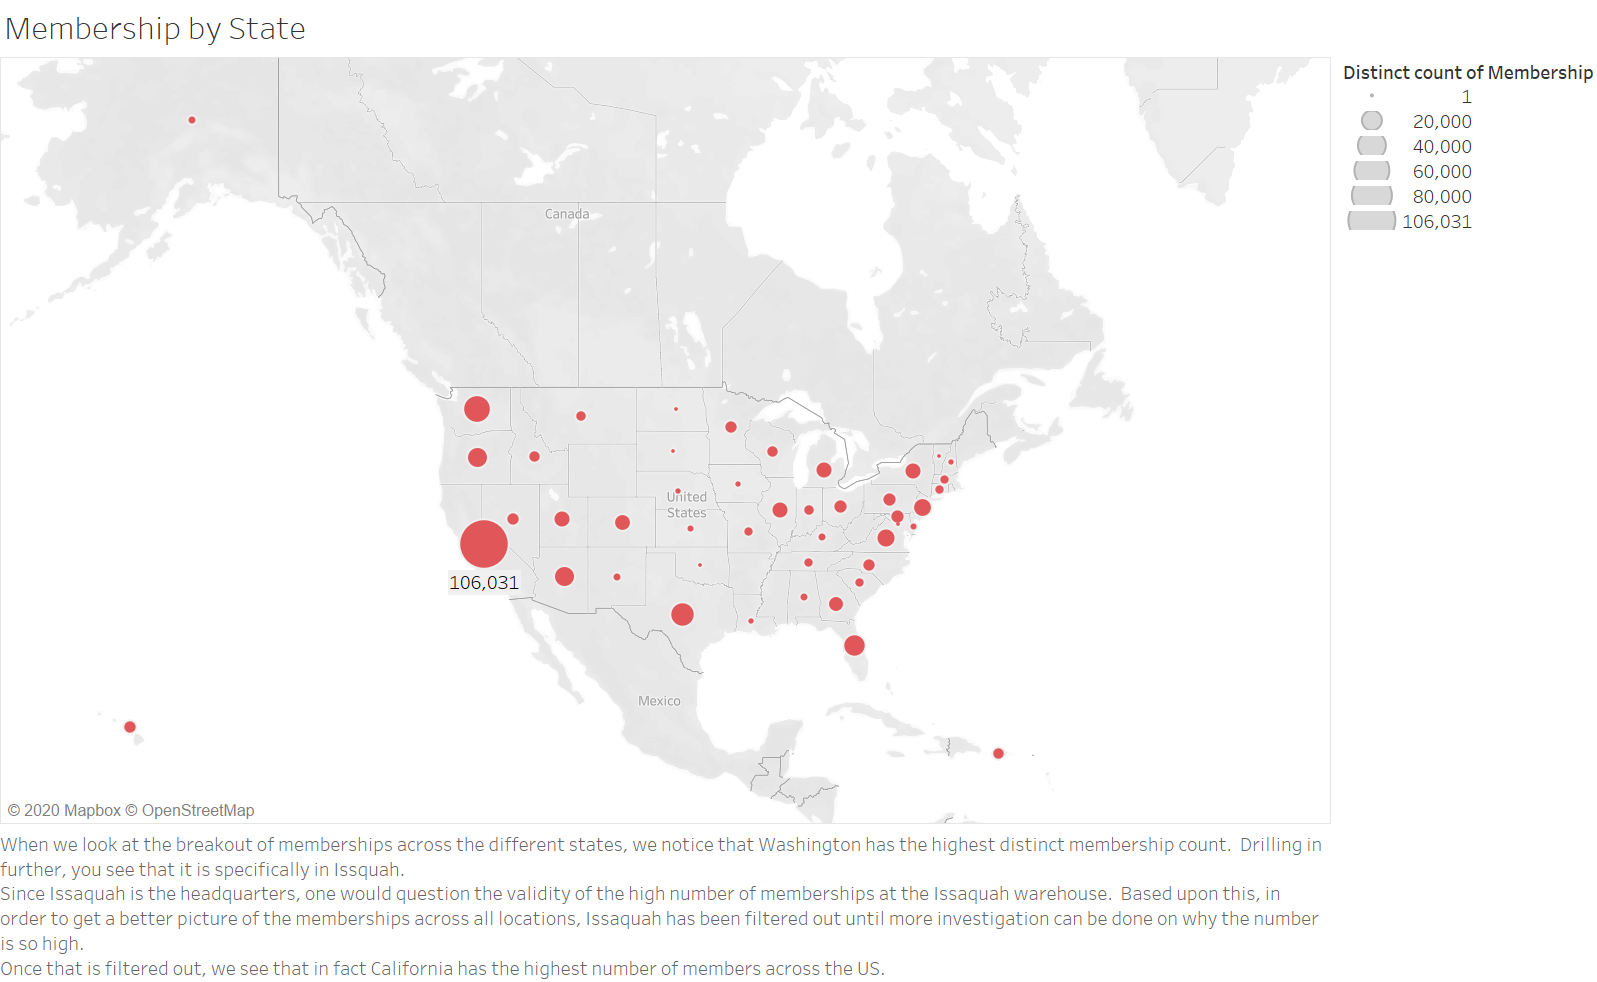 Membership by State
Distinct count of Membership
1
20,000
40,000
60,000
80,000
106,031
Canada
United
States
106,031
Mexico
© 2020 Mapbox © OpenStreetMap
When we look at the breakout of memberships across the different states, we notice that Washington has the highest distinct membership count.  Drilling in
further, you see that it is specifically in Issquah.
Since Issaquah is the headquarters, one would question the validity of the high number of memberships at the Issaquah warehouse.  Based upon this, in
order to get a better picture of the memberships across all locations, Issaquah has been filtered out until more investigation can be done on why the number
is so high.
Once that is filtered out, we see that in fact California has the highest number of members across the US.